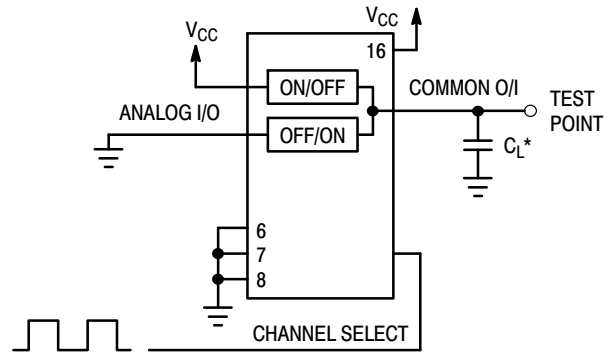 VCC
VCC
16
ON/OFF
COMMON O/I
TEST
POINT
ANALOG I/O
OFF/ON
CL*
6
7
8
CHANNEL SELECT